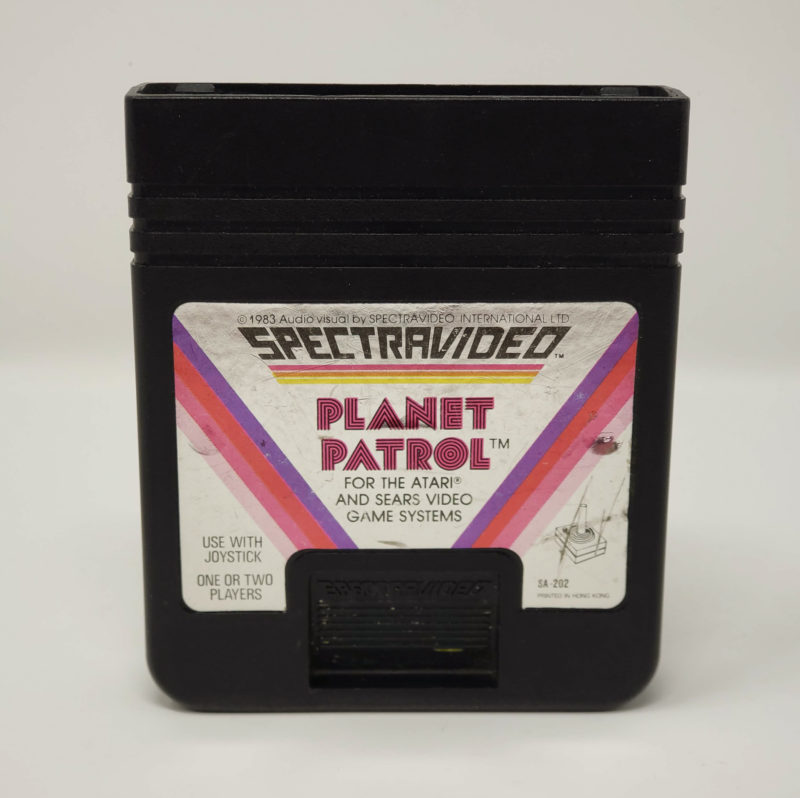 © 1983 Audio visual by SPECTRAVIDEO INTERNATIONAL LTD
SPECTRAVIDEO™
PLANET
PATROL™
FOR THE ATARI®
AND SEARS VIDEO
GAME SYSTEMS
USE WITH
JOYSTICK
ONE OR TWO
PLAYERS
SA-202
PRINTED IN HONG KONG
SPECTRAVIDEO